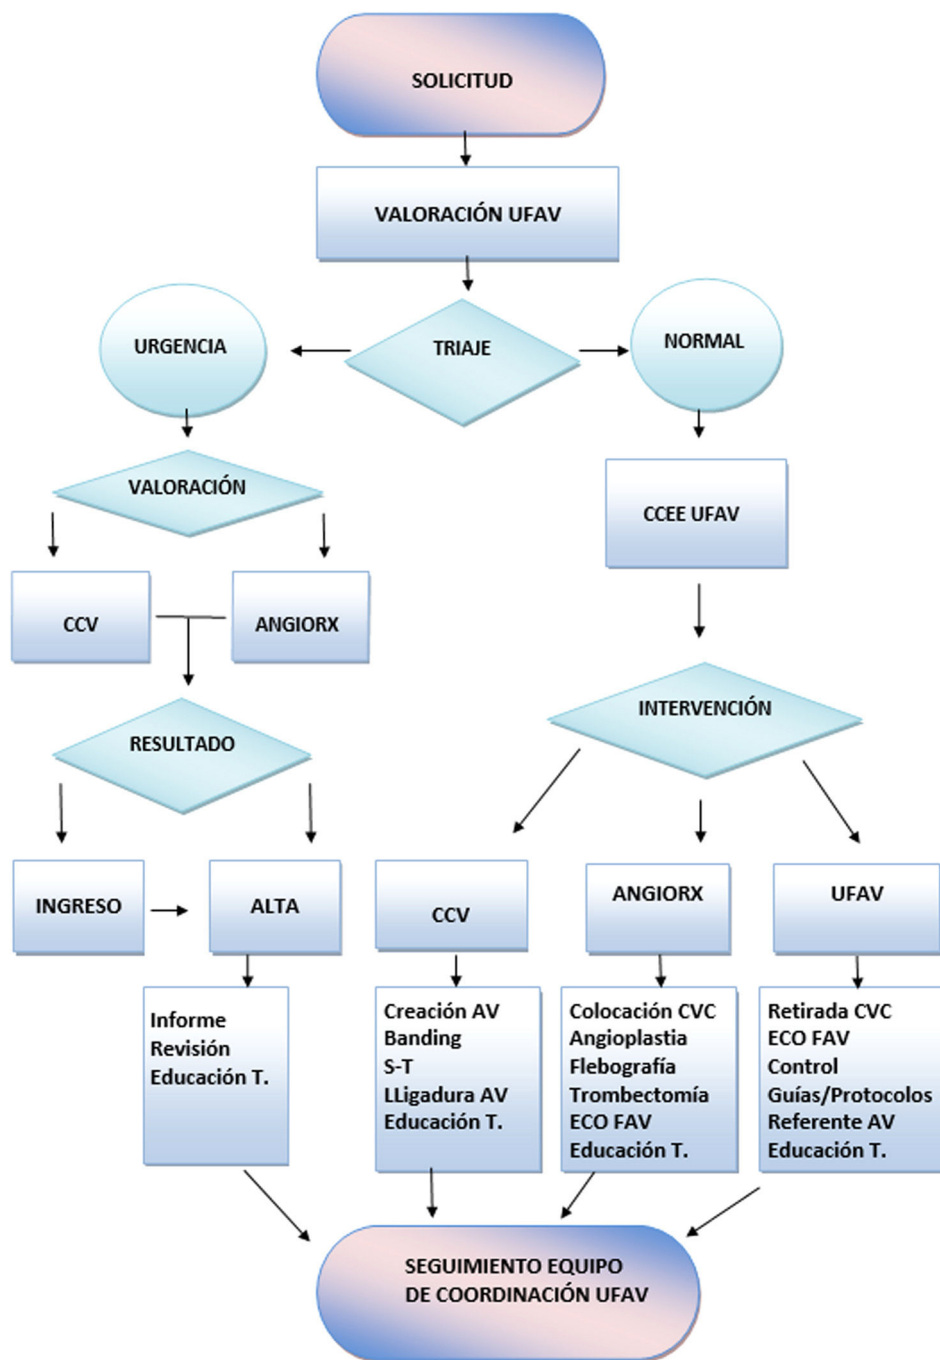 SOLICITUD
VALORACIÓN UFAV
TRIAJE
URGENCIA
NORMAL
VALORACIÓN
CCEE UFAV
CCV
ANGIORX
INTERVENCIÓN
RESULTADO
INGRESO
ALTA
CCV
ANGIORX
UFAV
Informe
Revisión
Educación T.
Creación AV
Banding
S-T
LLigadura AV
Educación T.
Colocación CVC
Angioplastia
Flebografía
Trombectomía
ECO FAV
Educación T.
Retirada CVC
ECO FAV
Control
Guías/Protocolos
Referente AV
Educación T.
SEGUIMIENTO EQUIPO
DE COORDINACIÓN UFAV